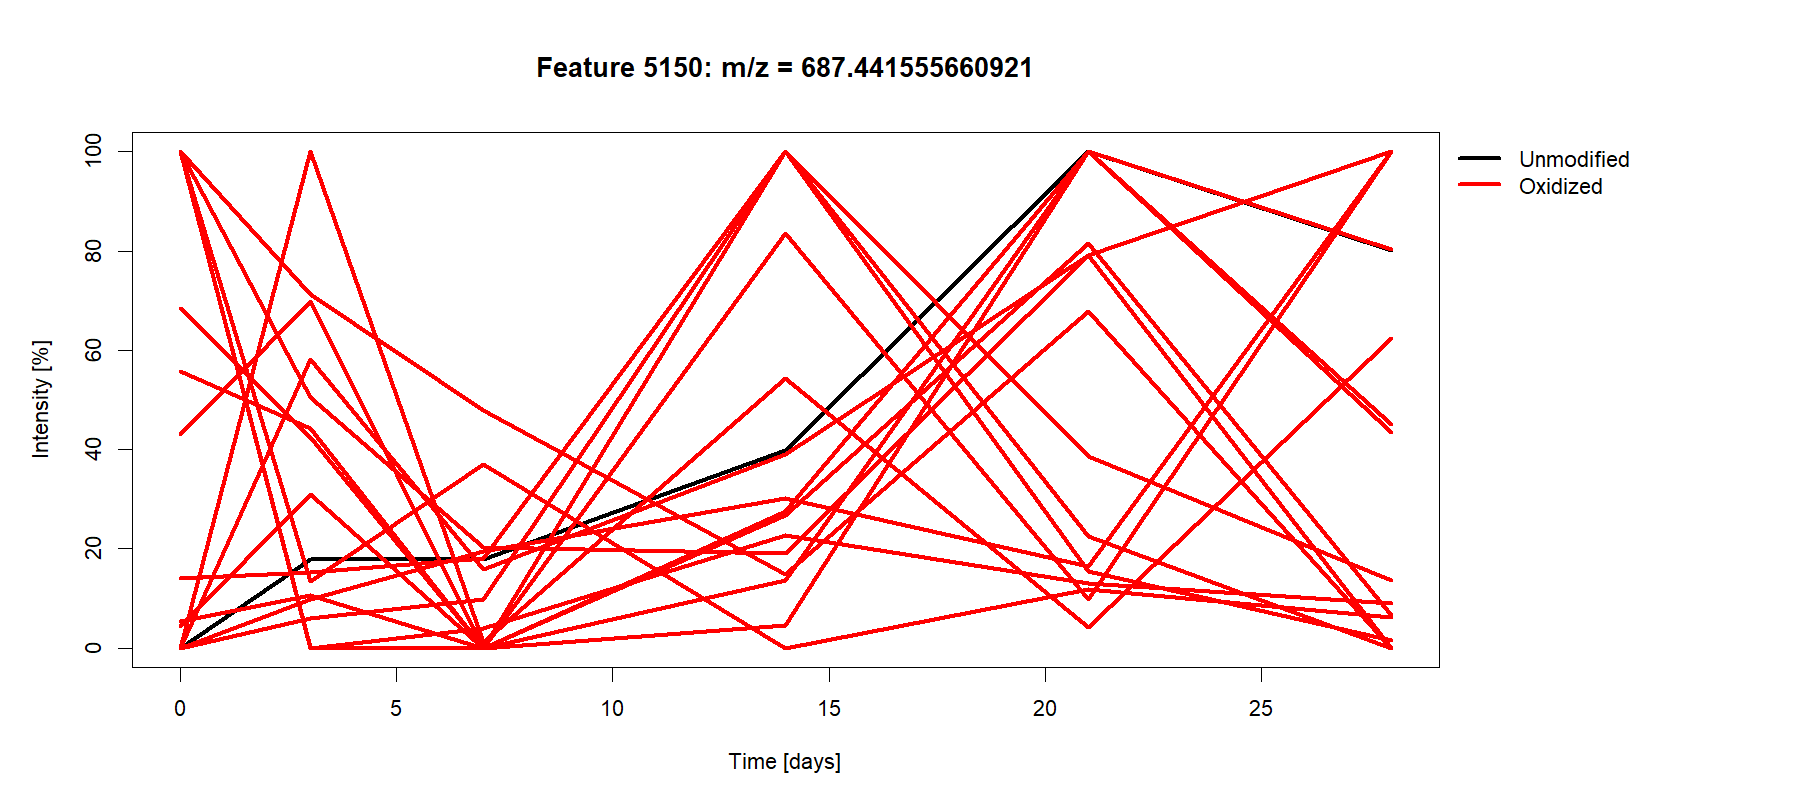 Feature 5150: m/z = 687.441555660921
Unmodified
Oxidized
Intensity [%]
100
80
60
40
20
0
0 5 10 15 20 25
Time [days]